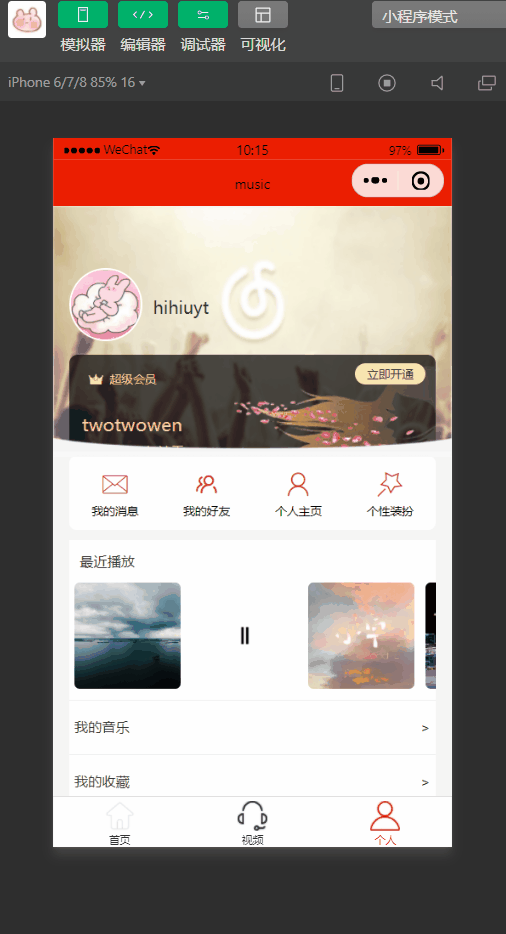 模拟器 编辑器 调试器 可视化 小程序模式
iPhone 6/7/8 85% 16
WeChat 10:15 97%
music
hihiuyt
超级会员 立即开通
twotwowen
我的消息 我的好友 个人主页 个性装扮
最近播放
我的音乐 >
我的收藏 >
首页 视频 个人